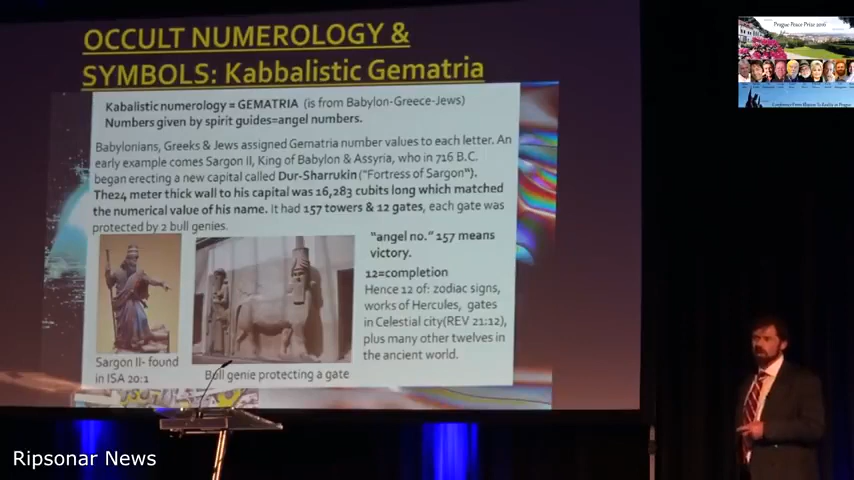 OCCULT NUMEROLOGY &
SYMBOLS: Kabbalistic Gematria
Kabalistic numerology = GEMATRIA (is from Babylon-Greece-Jews)
Numbers given by spirit guides=angel numbers.
Babylonians, Greeks & Jews assigned Gematria number values to each letter. An
early example comes Sargon II, King of Babylon & Assyria, who in 716 B.C.
began erecting a new capital called Dur-Sharrukin ("Fortress of Sargon").
The24 meter thick wall to his capital was 16,283 cubits long which matched
the numerical value of his name. It had 157 towers & 12 gates, each gate was
protected by 2 bull genies.
"angel no." 157 means
victory.
12=completion
Hence 12 of: zodiac signs,
works of Hercules, gates
in Celestial city(REV 21:12),
plus many other twelves in
the ancient world.
Sargon II- found
in ISA 20:1
Bull genie protecting a gate
Prague Peace Prize 2016
Ripsonar News